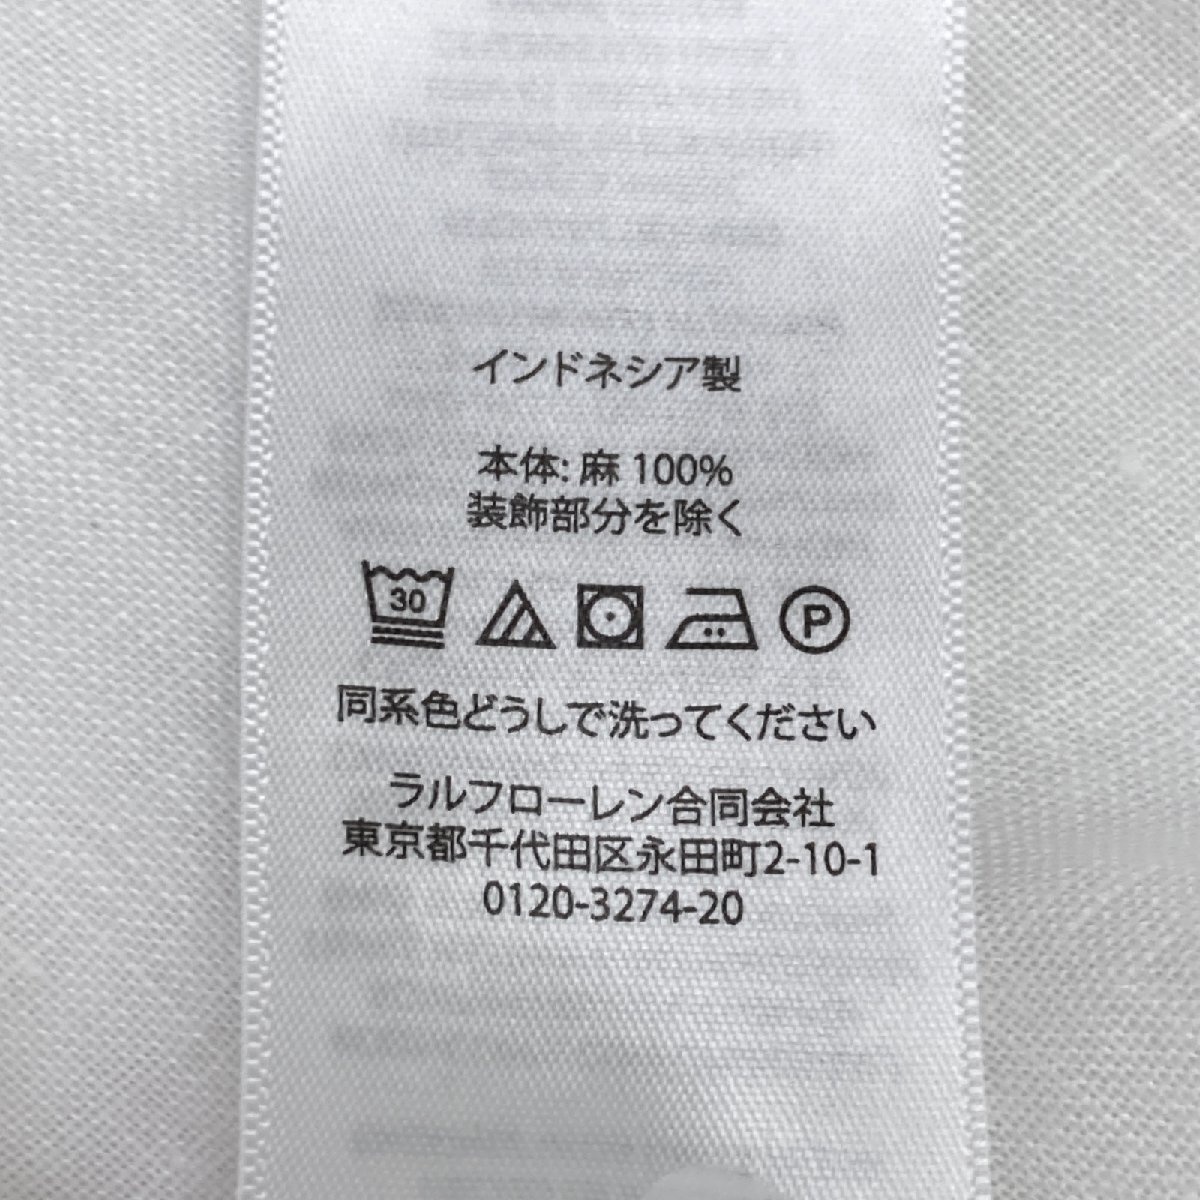 インドネシア製
本体: 麻 100%
装飾部分を除く
30 P
同系色どうしで洗ってください
ラルフローレン合同会社
東京都千代田区永田町2-10-1
0120-3274-20